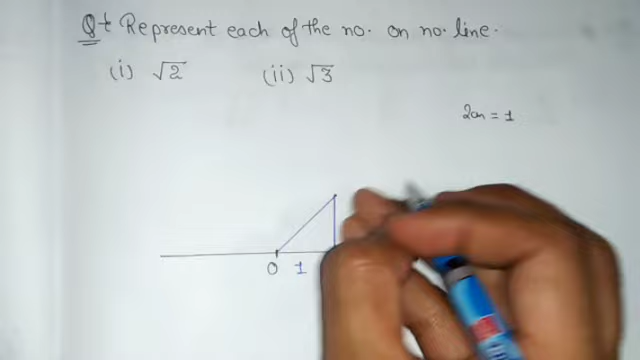 Q Represent each of the no. on no. line.
(i) √2 (ii) √3
2cm = 1
0 1